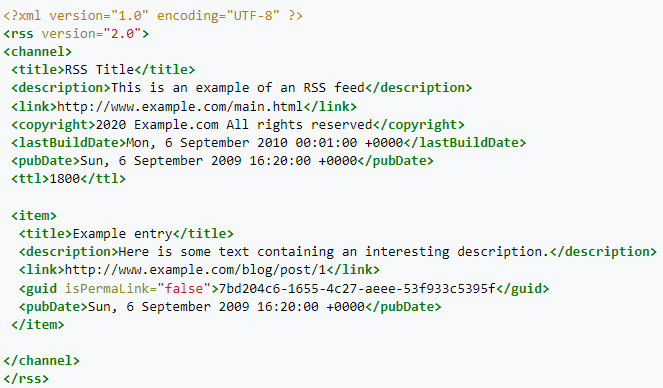 <?xml version="1.0" encoding="UTF-8" ?>
<rss version="2.0">
<channel>
 <title>RSS Title</title>
 <description>This is an example of an RSS feed</description>
 <link>http://www.example.com/main.html</link>
 <copyright>2020 Example.com All rights reserved</copyright>
 <lastBuildDate>Mon, 6 September 2010 00:01:00 +0000</lastBuildDate>
 <pubDate>Sun, 6 September 2009 16:20:00 +0000</pubDate>
 <ttl>1800</ttl>

 <item>
  <title>Example entry</title>
  <description>Here is some text containing an interesting description.</description>
  <link>http://www.example.com/blog/post/1</link>
  <guid isPermaLink="false">7bd204c6-1655-4c27-aeee-53f933c5395f</guid>
  <pubDate>Sun, 6 September 2009 16:20:00 +0000</pubDate>
 </item>

</channel>
</rss>